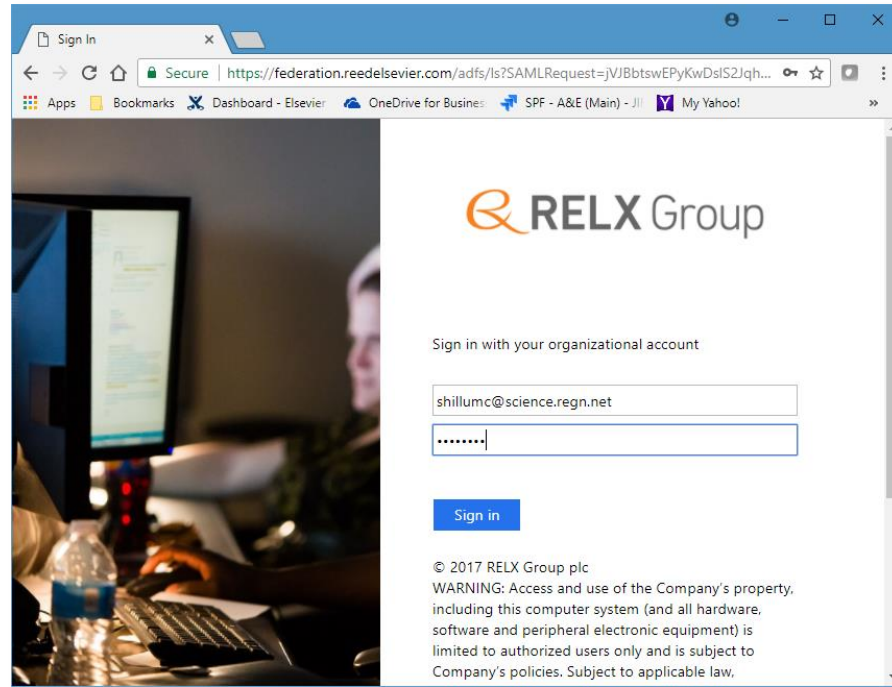 Sign In
Secure https://federation.reedelsevier.com/adfs/ls?SAMLRequest=jVJBbtswEPyKwDsIS2Jqh...
Apps Bookmarks Dashboard - Elsevier OneDrive for Busines SPF - A&E (Main) - JI My Yahoo! »
RELX Group
Sign in with your organizational account
shillumc@science.regn.net
••••••••
Sign in
© 2017 RELX Group plc
WARNING: Access and use of the Company's property,
including this computer system (and all hardware,
software and peripheral electronic equipment) is
limited to authorized users only and is subject to
Company's policies. Subject to applicable law,